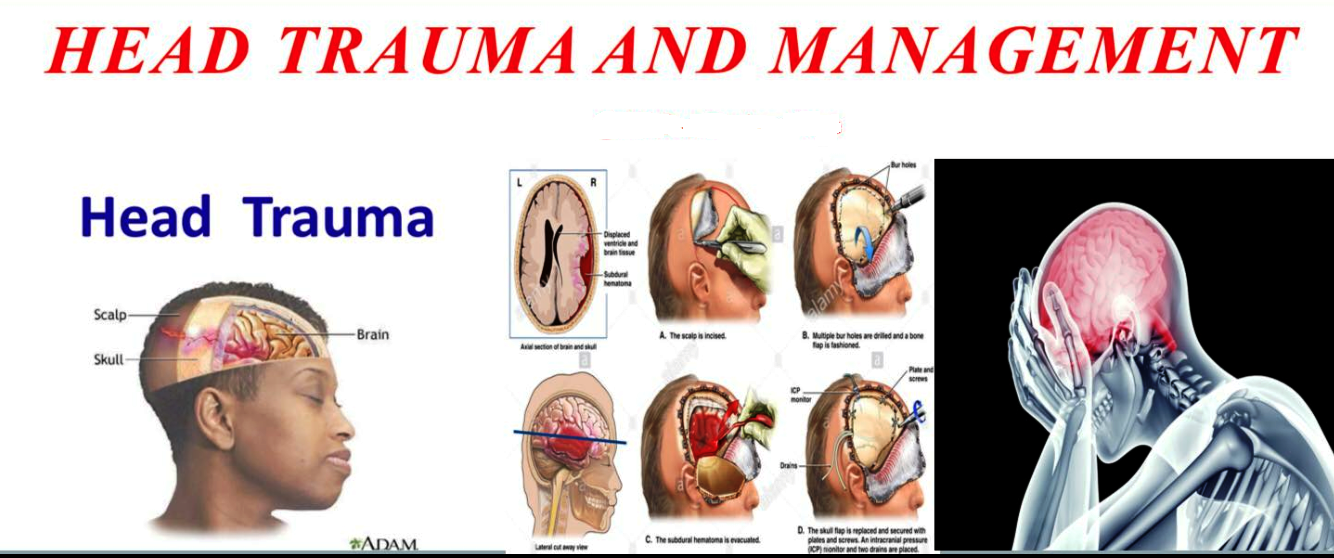 HEAD TRAUMA AND MANAGEMENT
Head Trauma
Scalp
Skull
Brain
ADAM
L
R
Displaced
ventricle and
brain tissue
Subdural
hematoma
Axial section of brain and skull
A. The scalp is incised.
Bur holes
B. Multiple bur holes are drilled and a bone
flap is fashioned.
Lateral cut away view
C. The subdural hematoma is evacuated.
ICP
monitor
Plate and
screws
Drains
D. The skull flap is replaced and secured with
plates and screws. An intracranial pressure
(ICP) monitor and two drains are placed.
alamy